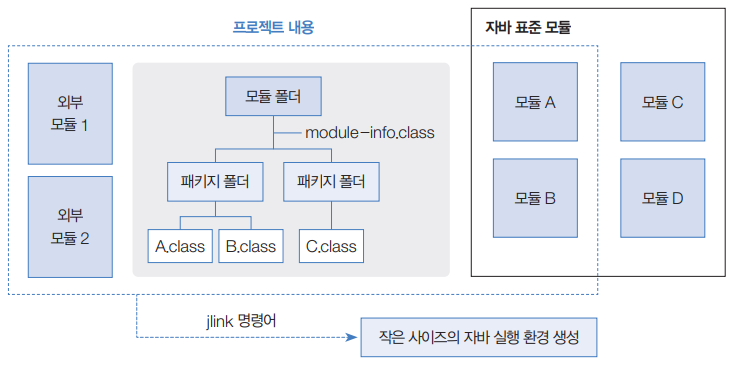 프로젝트 내용
자바 표준 모듈
외부
모듈 1
외부
모듈 2
모듈 폴더
module-info.class
패키지 폴더
패키지 폴더
A.class
B.class
C.class
모듈 A
모듈 C
모듈 B
모듈 D
jlink 명령어
작은 사이즈의 자바 실행 환경 생성